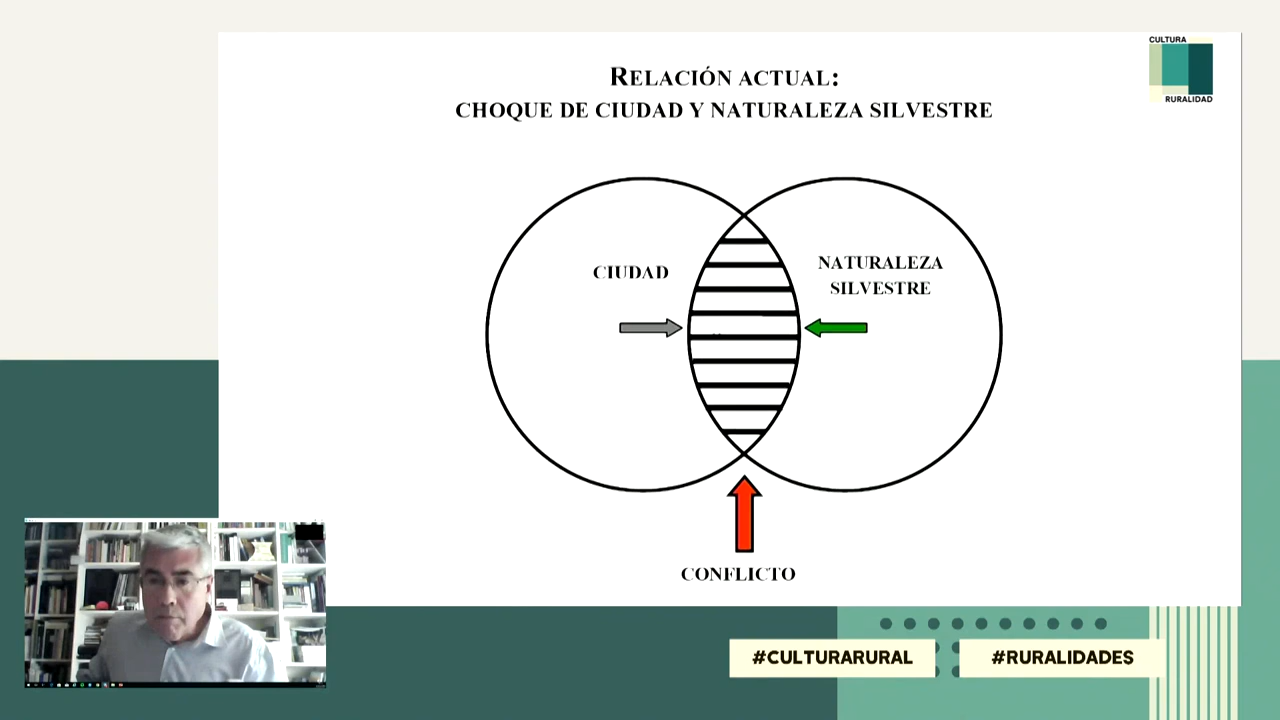 CULTURA
RURALIDAD
RELACIÓN ACTUAL:
CHOQUE DE CIUDAD Y NATURALEZA SILVESTRE
CIUDAD
NATURALEZA
SILVESTRE
CONFLICTO
#CULTURARURAL
#RURALIDADES